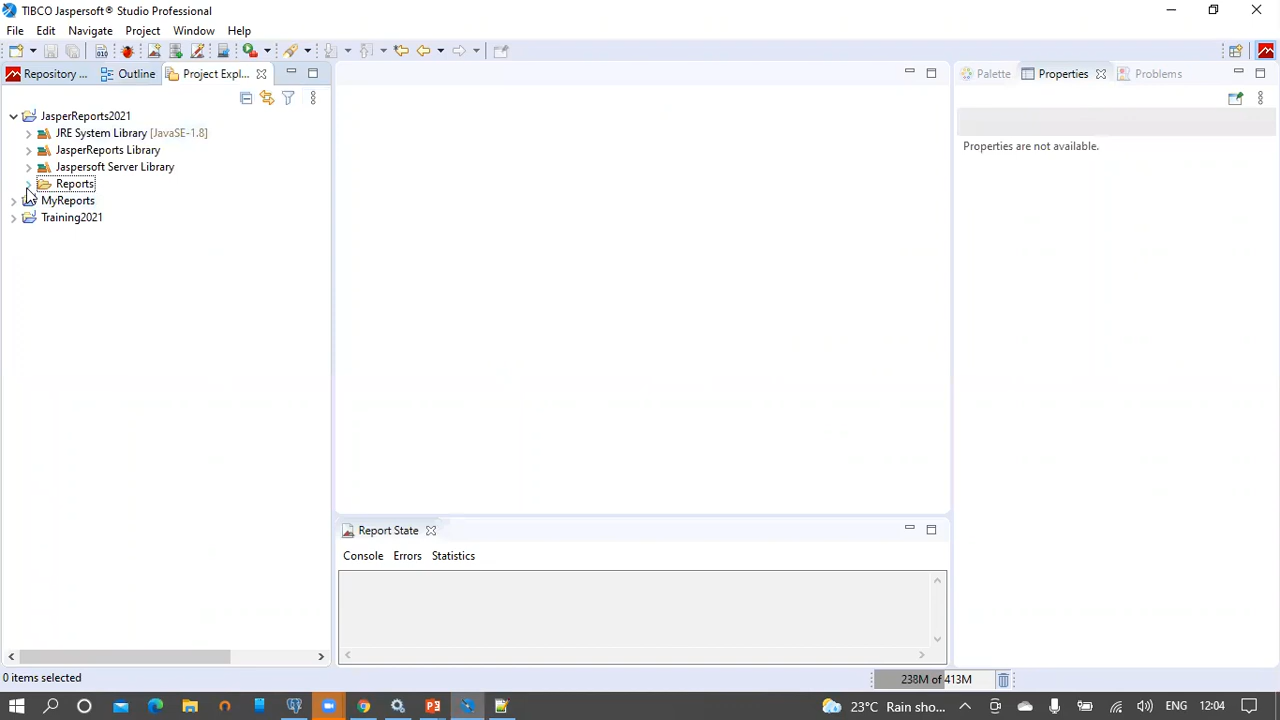 TIBCO Jaspersoft® Studio Professional
File Edit Navigate Project Window Help
Repository ... Outline Project Expl... Palette Properties Problems
JasperReports2021
JRE System Library [JavaSE-1.8]
JasperReports Library
Jaspersoft Server Library
Reports
MyReports
Training2021
Properties are not available.
Report State
Console Errors Statistics
0 items selected
238M of 413M
23°C Rain sho... ENG 12:04